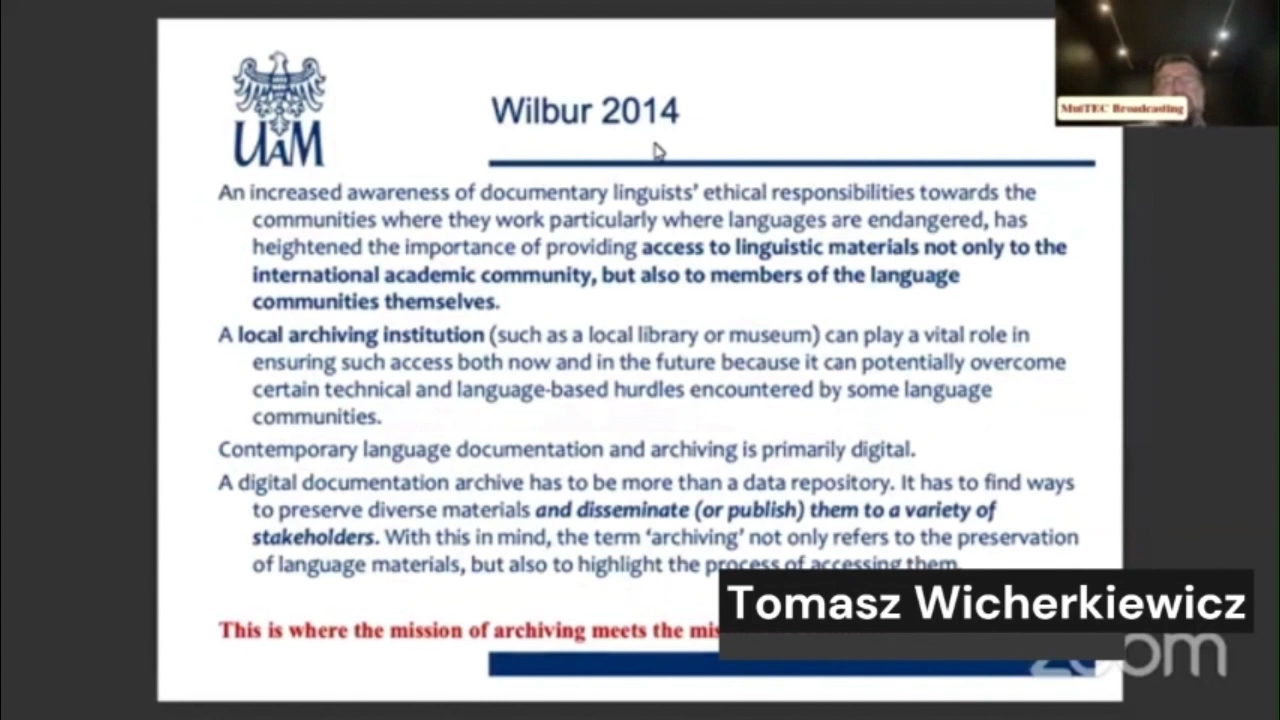 UAM
Wilbur 2014
MulTEC Broadcasting
An increased awareness of documentary linguists’ ethical responsibilities towards the
communities where they work particularly where languages are endangered, has
heightened the importance of providing access to linguistic materials not only to the
international academic community, but also to members of the language
communities themselves.
A local archiving institution (such as a local library or museum) can play a vital role in
ensuring such access both now and in the future because it can potentially overcome
certain technical and language-based hurdles encountered by some language
communities.
Contemporary language documentation and archiving is primarily digital.
A digital documentation archive has to be more than a data repository. It has to find ways
to preserve diverse materials and disseminate (or publish) them to a variety of
stakeholders. With this in mind, the term ‘archiving’ not only refers to the preservation
of language materials, but also to highlight the process of accessing them.
Tomasz Wicherkiewicz
This is where the mission of archiving meets the
zoom